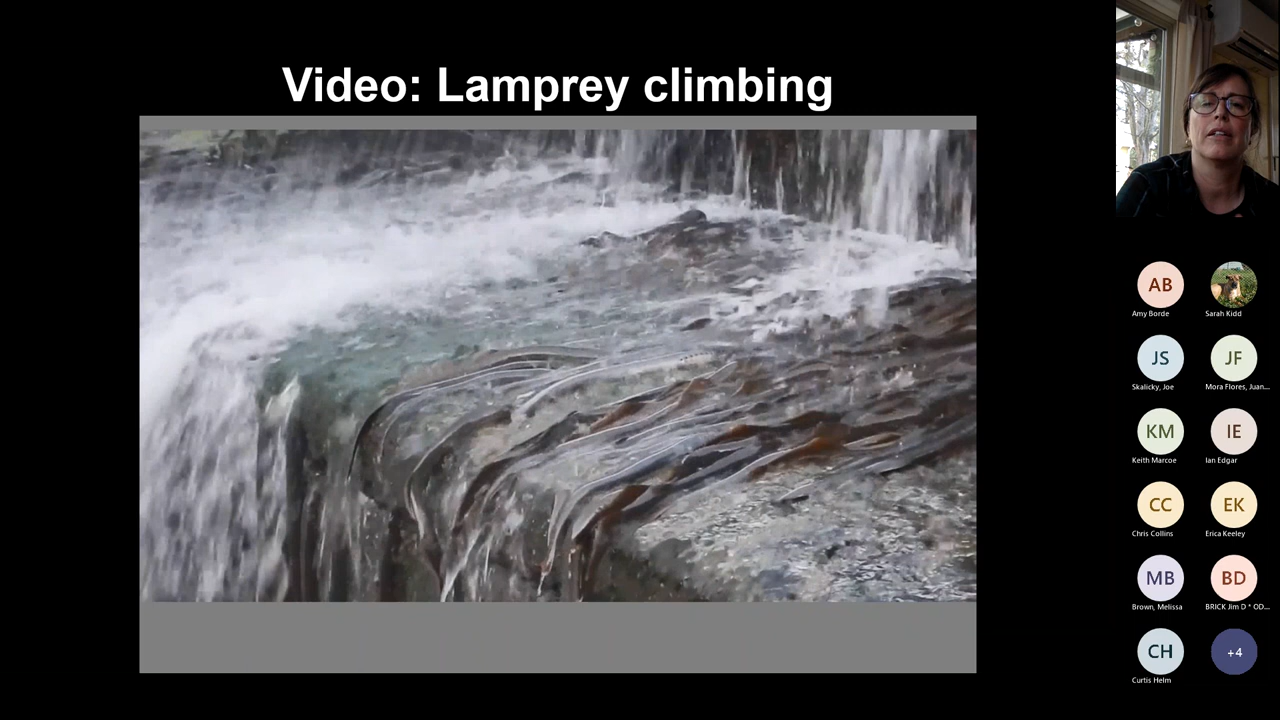 Video: Lamprey climbing
AB
Amy Borde
Sarah Kidd
JS
Skalicky, Joe
JF
Mora Flores, Juan...
KM
Keith Marcoe
IE
Ian Edgar
CC
Chris Collins
EK
Erica Keeley
MB
Brown, Melissa
BD
BRICK Jim D * OD...
CH
Curtis Helm
+4